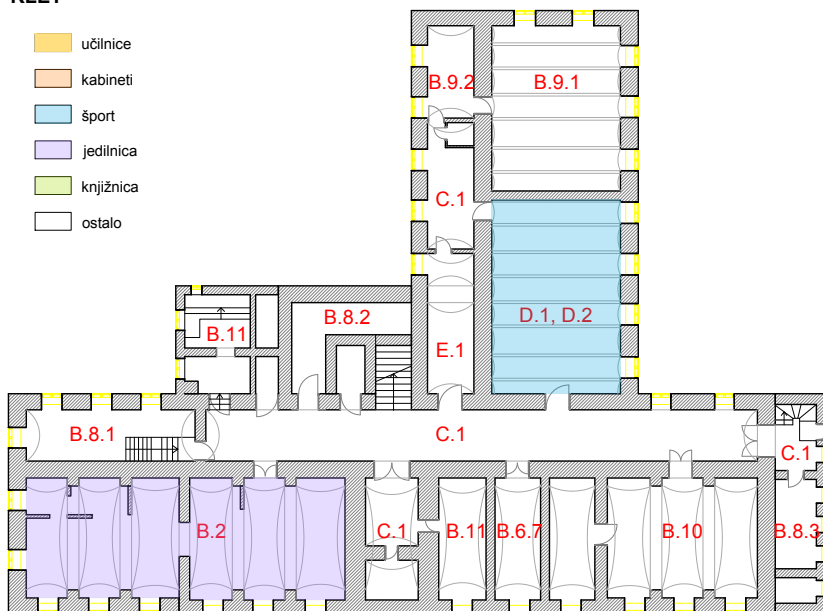 učilnice
kabineti
šport
jedilnica
knjižnica
ostalo
B.9.2
B.9.1
C.1
D.1, D.2
B.8.2
B.11
E.1
B.8.1
C.1
C.1
B.2
C.1
B.11
B.6.7
B.10
B.8.3